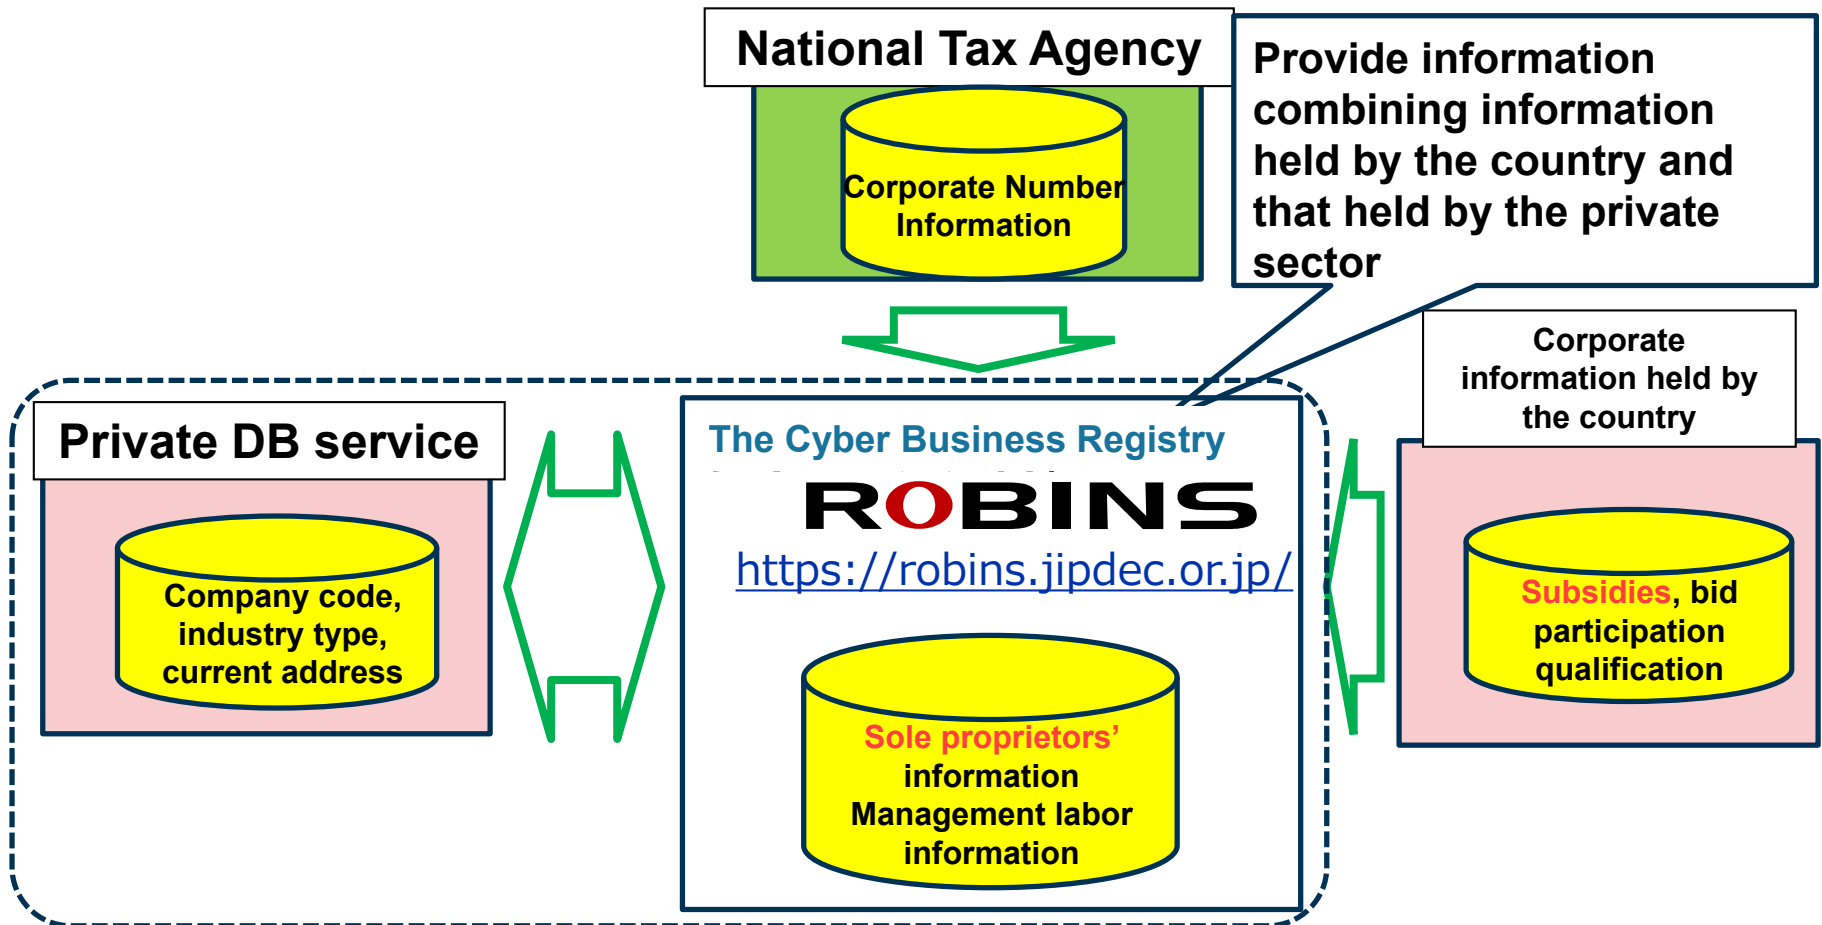 National Tax Agency
Corporate Number
Information
Provide information
combining information
held by the country and
that held by the private
sector
Corporate
information held by
the country
Private DB service
Company code,
industry type,
current address
The Cyber Business Registry
ROBINS
https://robins.jipdec.or.jp/
Sole proprietors’
information
Management labor
information
Subsidies, bid
participation
qualification